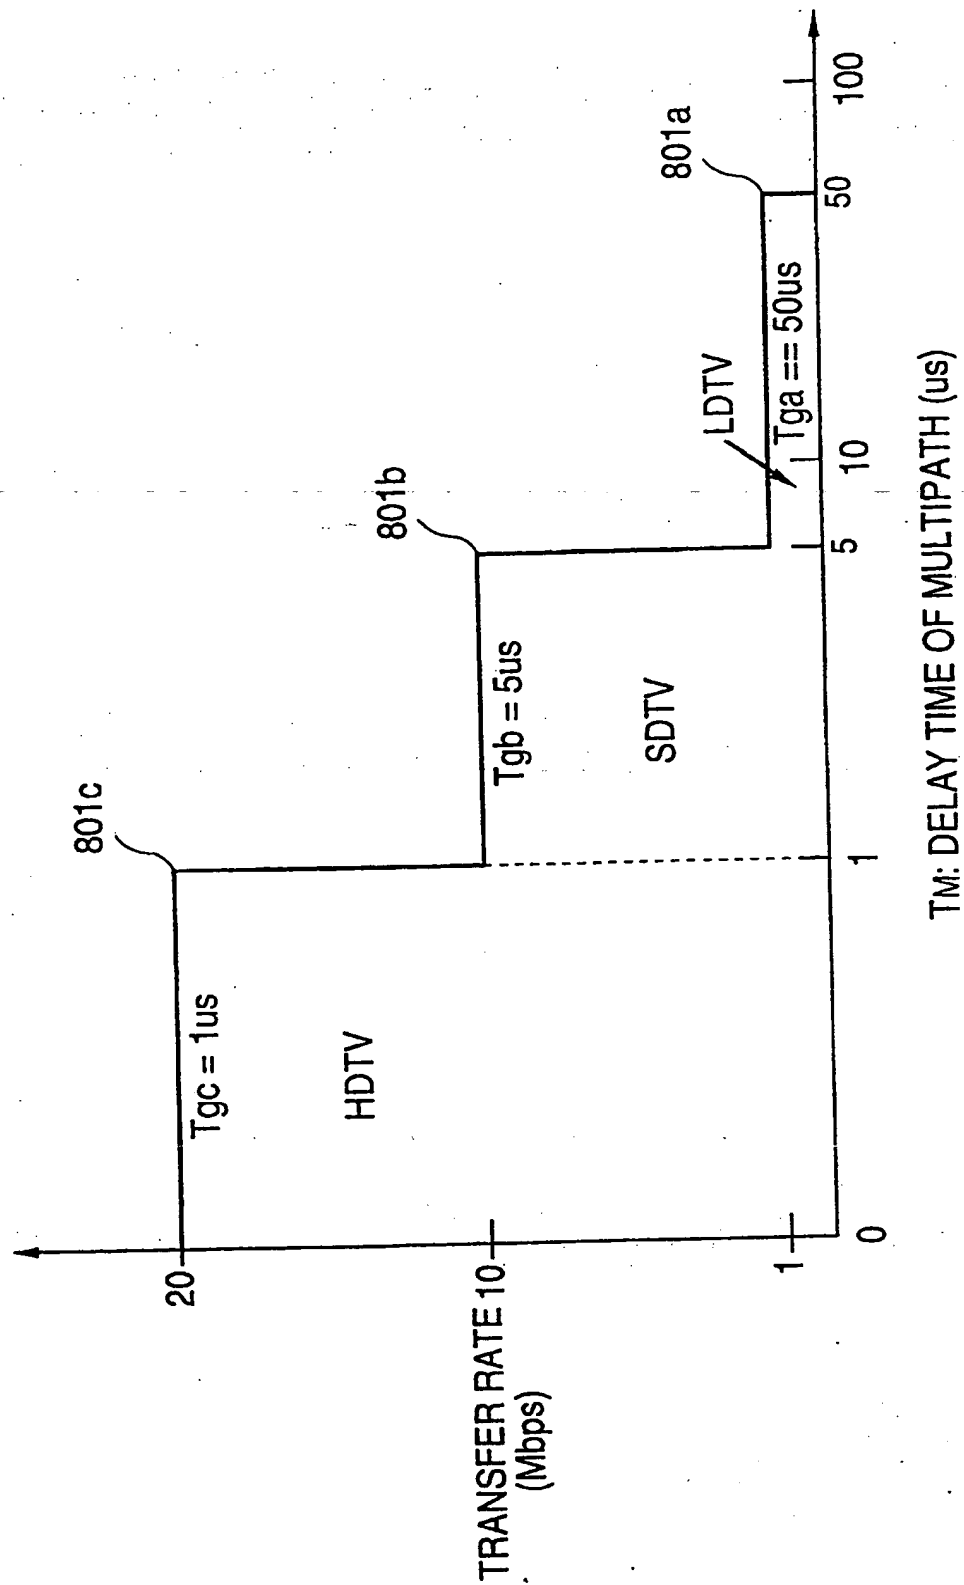 801c
Tgc = 1us
HDTV
801b
Tgb = 5us
SDTV
801a
LDTV
Tga == 50us
20
TRANSFER RATE 10
(Mbps)
1
0
1
5
10
50
100
TM: DELAY TIME OF MULTIPATH (us)